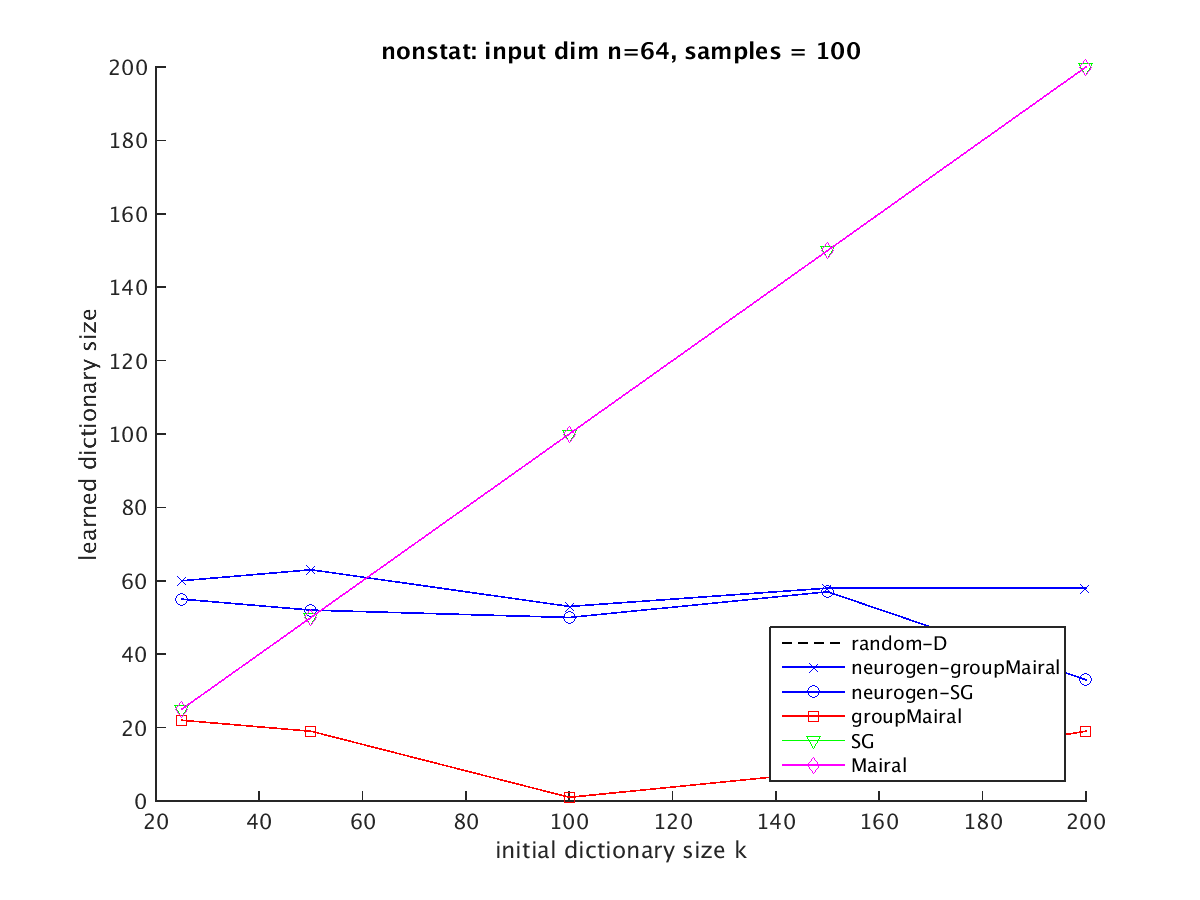 nonstat: input dim n=64, samples = 100
200
180
160
140
120
100
80
60
40
20
0
learned dictionary size
random-D
neurogen-groupMairal
neurogen-SG
groupMairal
SG
Mairal
20 40 60 80 100 120 140 160 180 200
initial dictionary size k